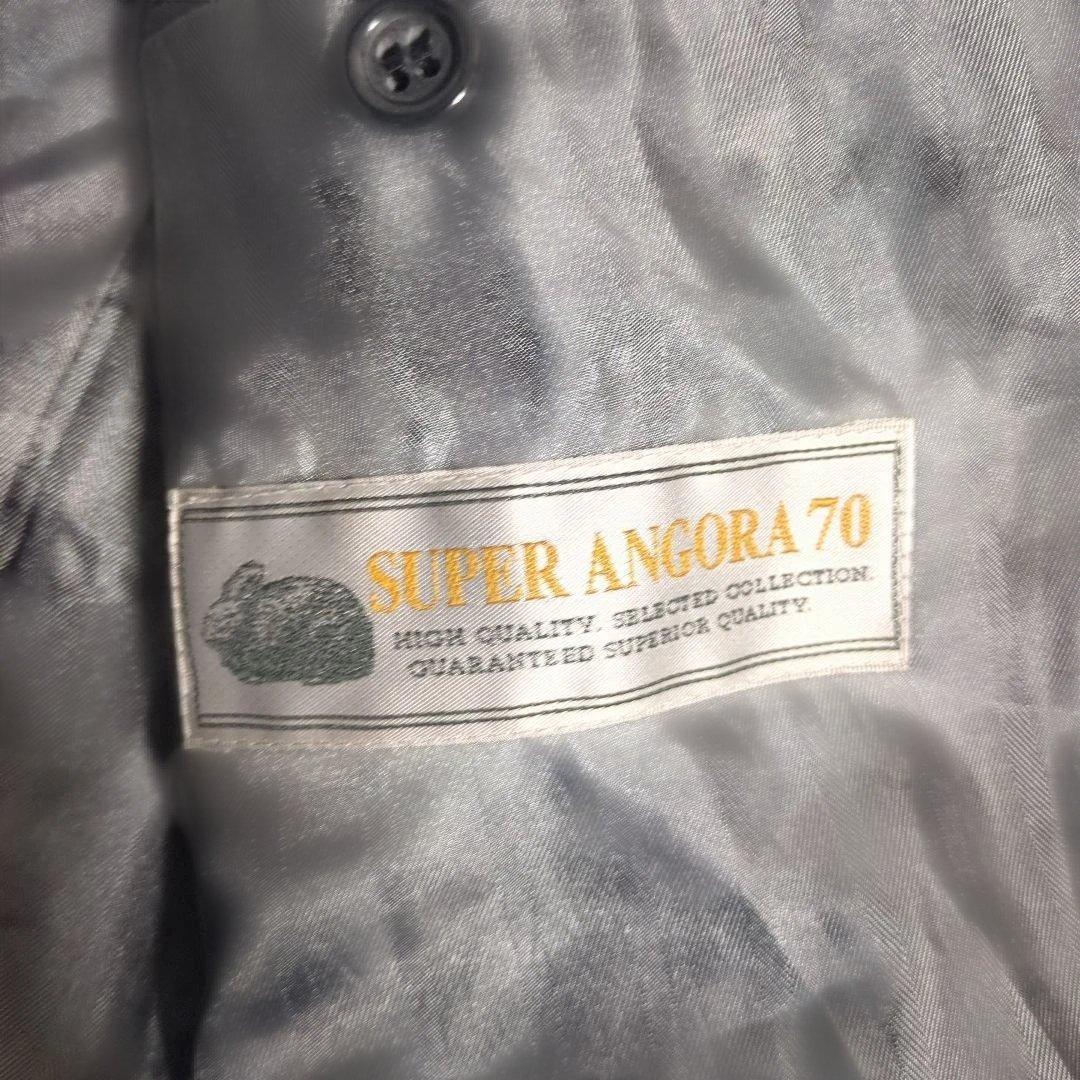 SUPER ANGORA 70
HIGH QUALITY. SELECTED COLLECTION.
GUARANTEED SUPERIOR QUALITY.